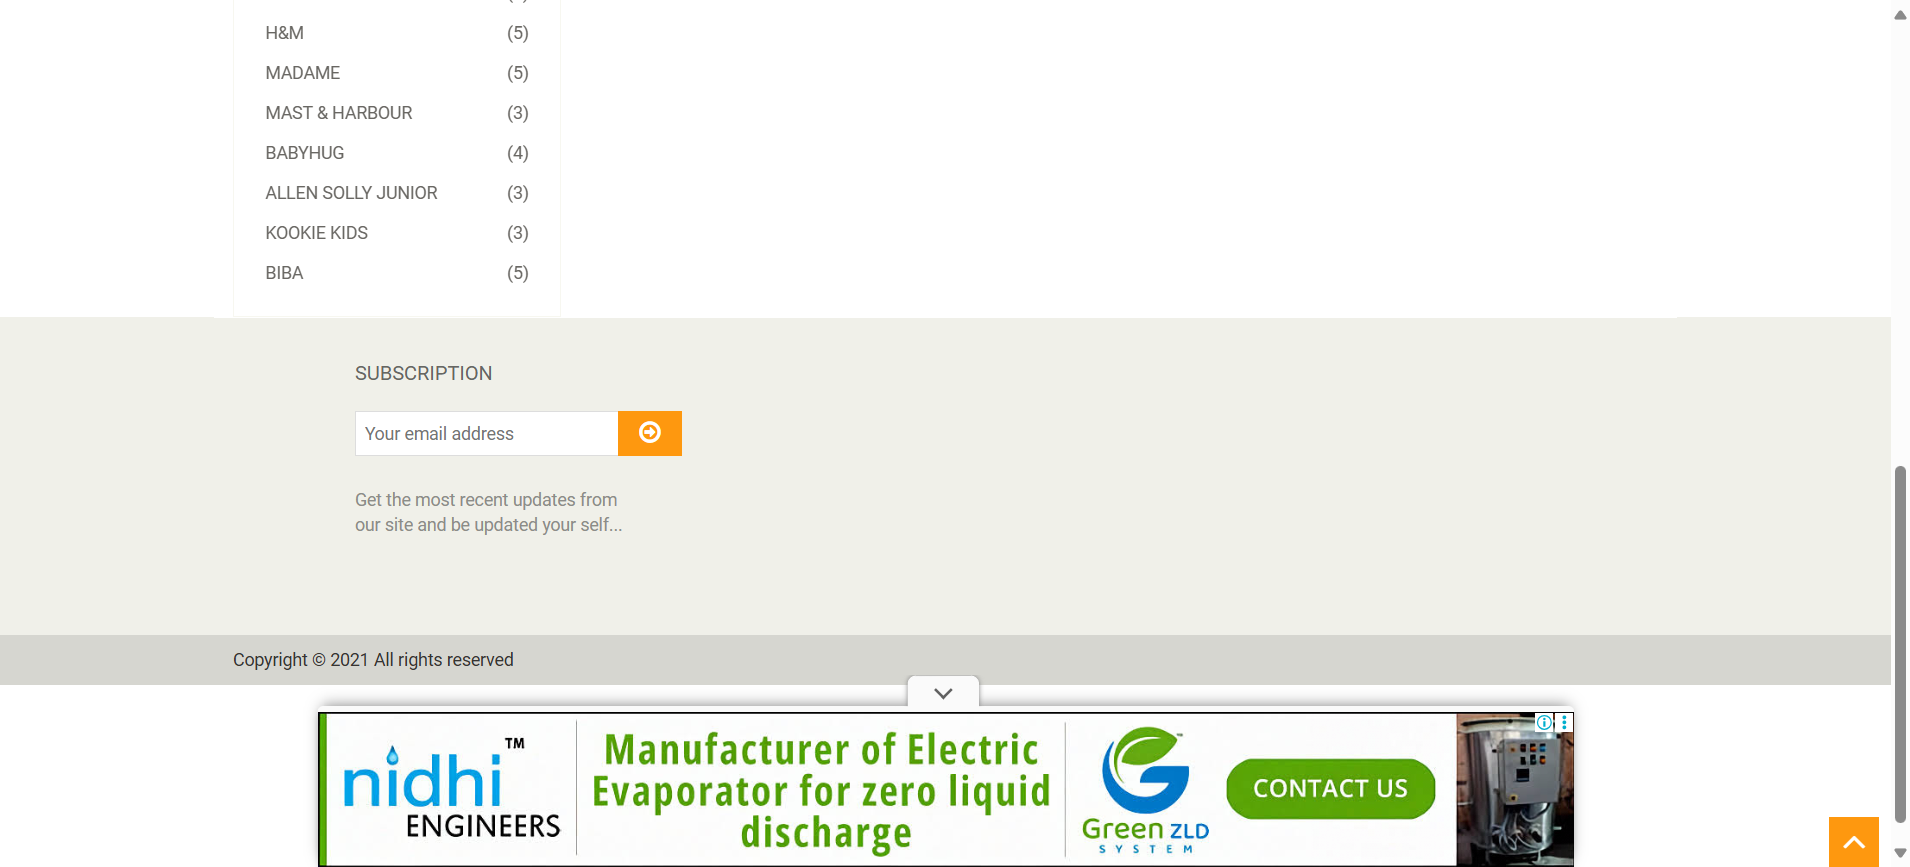 H&M (5)
MADAME (5)
MAST & HARBOUR (3)
BABYHUG (4)
ALLEN SOLLY JUNIOR (3)
KOOKIE KIDS (3)
BIBA (5)
SUBSCRIPTION
Your email address
Get the most recent updates from
our site and be updated your self...
Copyright © 2021 All rights reserved
nidhi TM
ENGINEERS
Manufacturer of Electric
Evaporator for zero liquid
discharge
Green ZLD
SYSTEM
CONTACT US